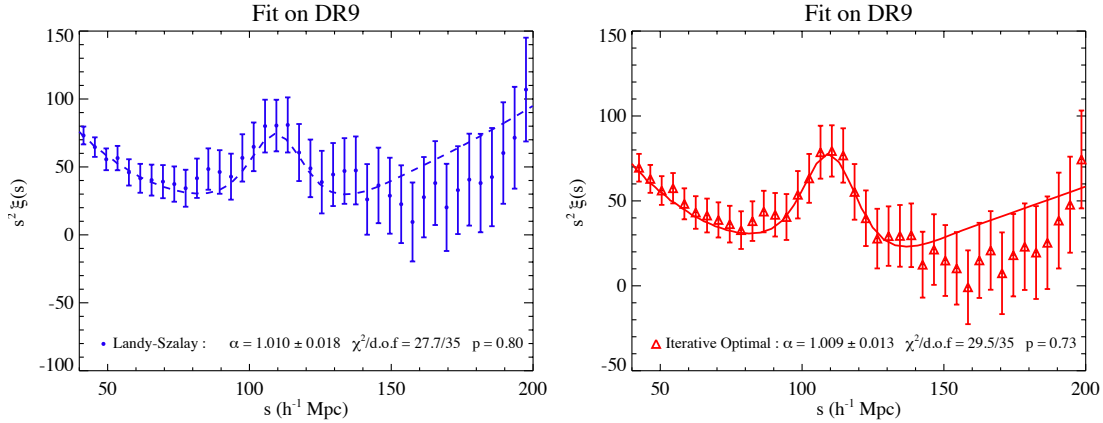 Fit on DR9
150
100
50
0
-50
-100
s² ξ(s)
Landy-Szalay : α = 1.010 ± 0.018 χ²/d.o.f = 27.7/35 p = 0.80
50 100 150 200
s (h⁻¹ Mpc)
Fit on DR9
150
100
50
0
-50
s² ξ(s)
Iterative Optimal : α = 1.009 ± 0.013 χ²/d.o.f = 29.5/35 p = 0.73
50 100 150 200
s (h⁻¹ Mpc)